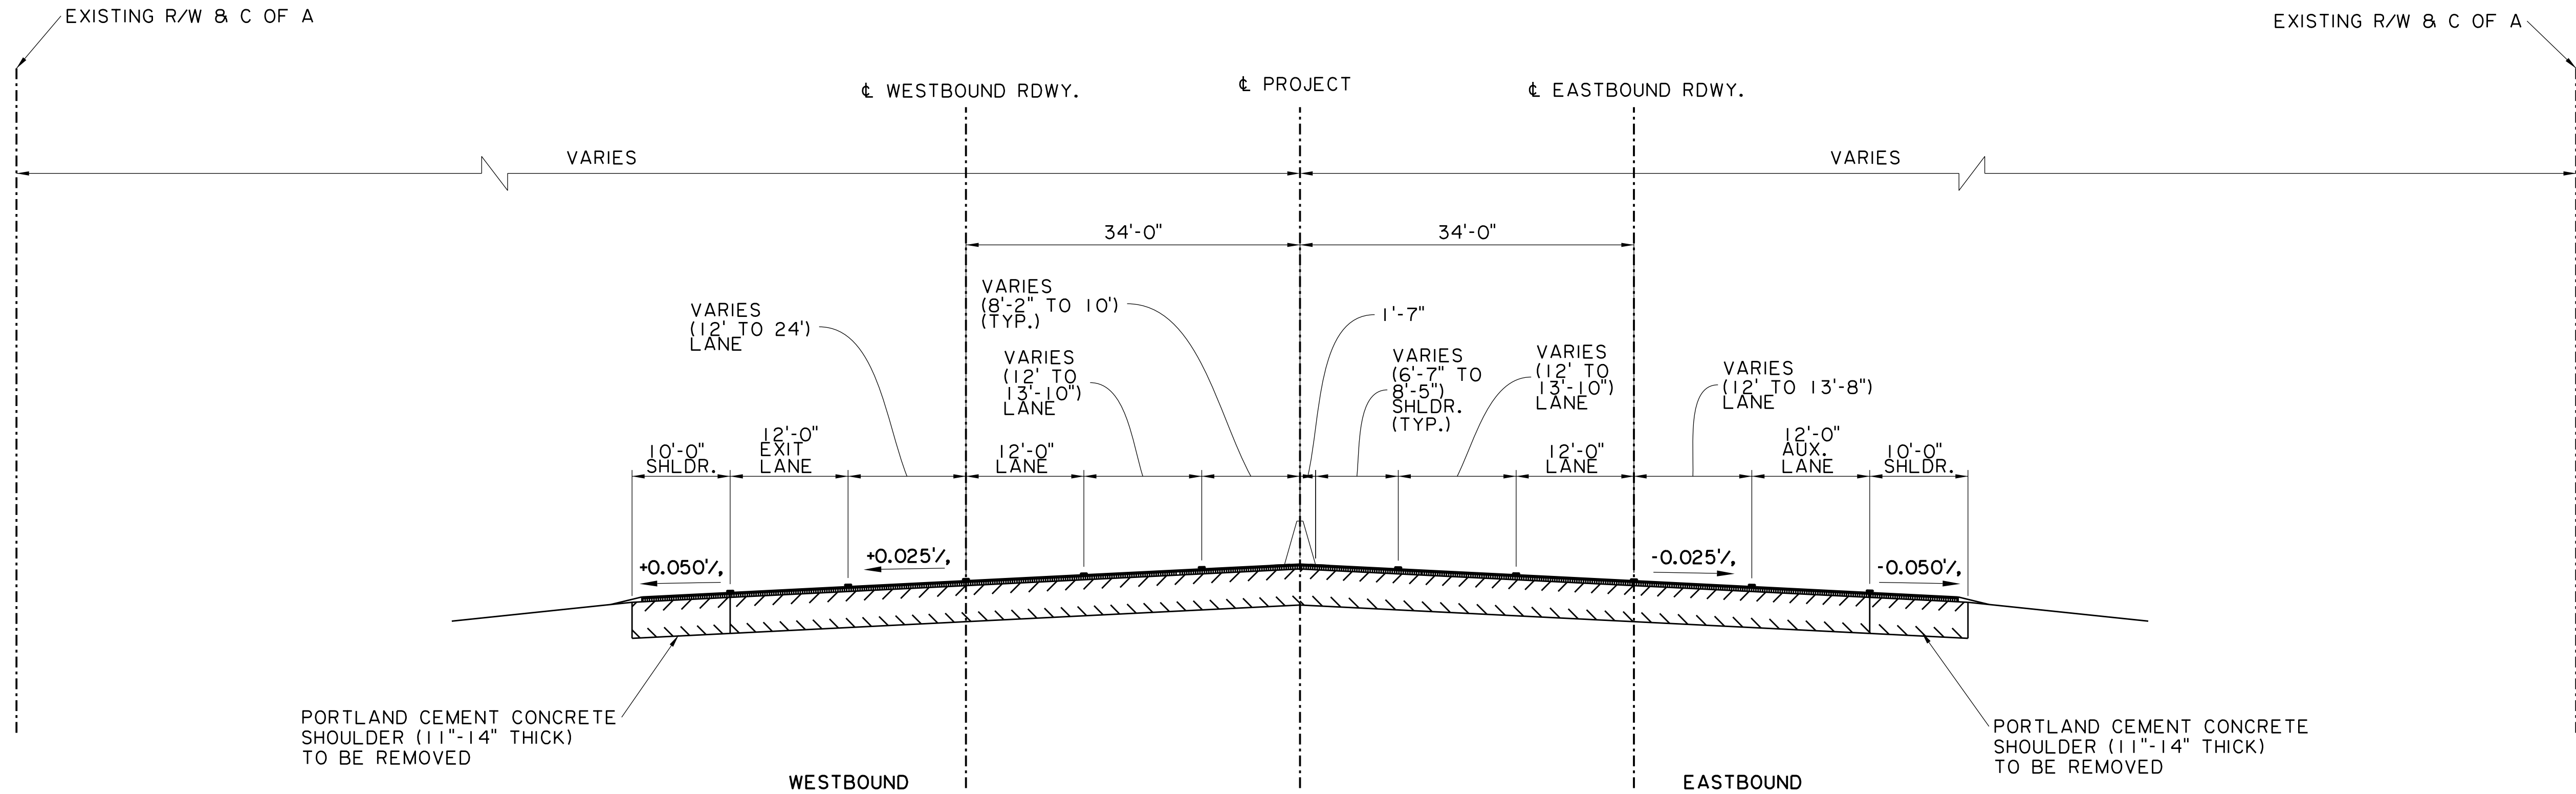 EXISTING R/W & C OF A
EXISTING R/W & C OF A
℄ WESTBOUND RDWY.
℄ PROJECT
℄ EASTBOUND RDWY.
VARIES
VARIES
34'-0"
34'-0"
VARIES
(12' TO 24')
LANE
VARIES
(8'-2" TO 10')
(TYP.)
VARIES
(12' TO
13'-10")
LANE
1'-7"
VARIES
(6'-7" TO
8'-5")
SHLDR.
(TYP.)
VARIES
(12' TO
13'-10")
LANE
VARIES
(12' TO 13'-8")
LANE
10'-0"
SHLDR.
12'-0"
EXIT
LANE
12'-0"
LANE
12'-0"
LANE
12'-0"
AUX.
LANE
10'-0"
SHLDR.
+0.050'/,
+0.025'/,
-0.025'/,
-0.050'/,
PORTLAND CEMENT CONCRETE
SHOULDER (11"-14" THICK)
TO BE REMOVED
PORTLAND CEMENT CONCRETE
SHOULDER (11"-14" THICK)
TO BE REMOVED
WESTBOUND
EASTBOUND